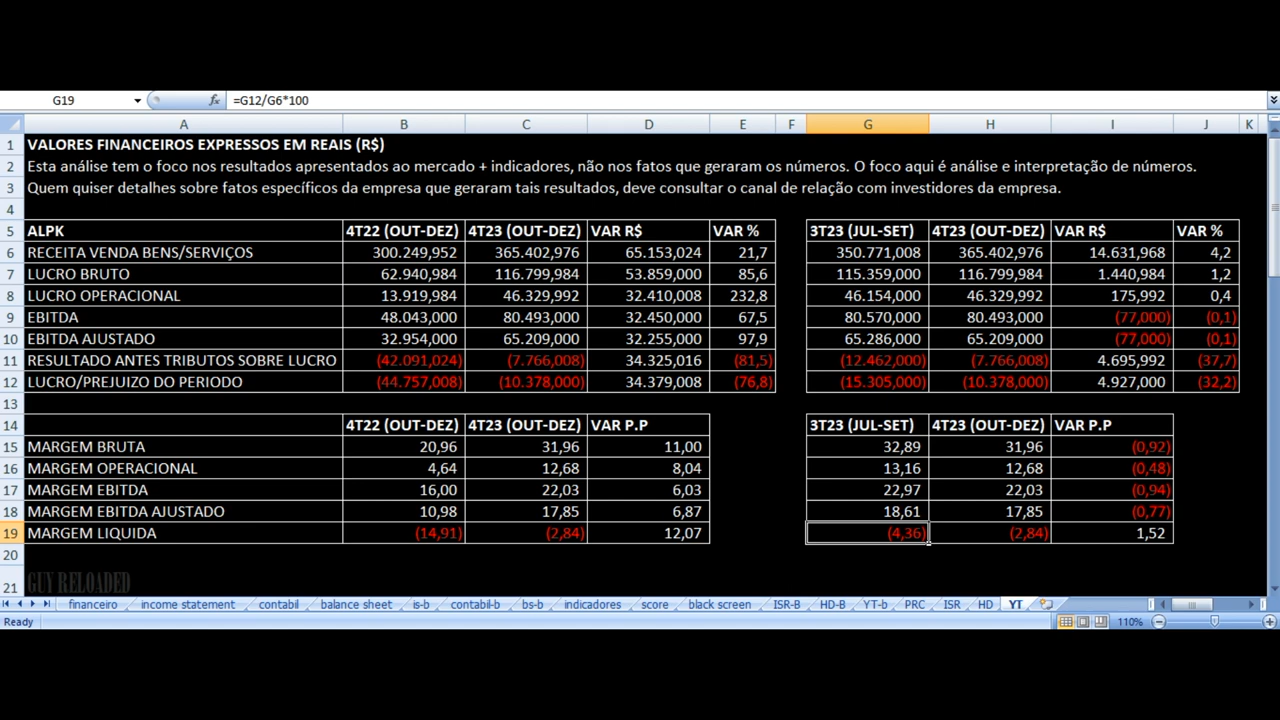 G19 fx =G12/G6*100
A B C D E F G H I J K
1 VALORES FINANCEIROS EXPRESSOS EM REAIS (R$)
2 Esta análise tem o foco nos resultados apresentados ao mercado + indicadores, não nos fatos que geraram os números. O foco aqui é análise e interpretação de números.
3 Quem quiser detalhes sobre fatos específicos da empresa que geraram tais resultados, deve consultar o canal de relação com investidores da empresa.
4
5 ALPK 4T22 (OUT-DEZ) 4T23 (OUT-DEZ) VAR R$ VAR % 3T23 (JUL-SET) 4T23 (OUT-DEZ) VAR R$ VAR %
6 RECEITA VENDA BENS/SERVIÇOS 300.249,952 365.402,976 65.153,024 21,7 350.771,008 365.402,976 14.631,968 4,2
7 LUCRO BRUTO 62.940,984 116.799,984 53.859,000 85,6 115.359,000 116.799,984 1.440,984 1,2
8 LUCRO OPERACIONAL 13.919,984 46.329,992 32.410,008 232,8 46.154,000 46.329,992 175,992 0,4
9 EBITDA 48.043,000 80.493,000 32.450,000 67,5 80.570,000 80.493,000 (77,000) (0,1)
10 EBITDA AJUSTADO 32.954,000 65.209,000 32.255,000 97,9 65.286,000 65.209,000 (77,000) (0,1)
11 RESULTADO ANTES TRIBUTOS SOBRE LUCRO (42.091,024) (7.766,008) 34.325,016 (81,5) (12.462,000) (7.766,008) 4.695,992 (37,7)
12 LUCRO/PREJUIZO DO PERIODO (44.757,008) (10.378,000) 34.379,008 (76,8) (15.305,000) (10.378,000) 4.927,000 (32,2)
13
14 4T22 (OUT-DEZ) 4T23 (OUT-DEZ) VAR P.P 3T23 (JUL-SET) 4T23 (OUT-DEZ) VAR P.P
15 MARGEM BRUTA 20,96 31,96 11,00 32,89 31,96 (0,92)
16 MARGEM OPERACIONAL 4,64 12,68 8,04 13,16 12,68 (0,48)
17 MARGEM EBITDA 16,00 22,03 6,03 22,97 22,03 (0,94)
18 MARGEM EBITDA AJUSTADO 10,98 17,85 6,87 18,61 17,85 (0,77)
19 MARGEM LIQUIDA (14,91) (2,84) 12,07 (4,36) (2,84) 1,52
20
21 GUY RELOADED
financeiro income statement contabil balance sheet is-b contabil-b bs-b indicadores score black screen ISR-B HD-B YT-b PRC ISR HD YT
Ready 110%